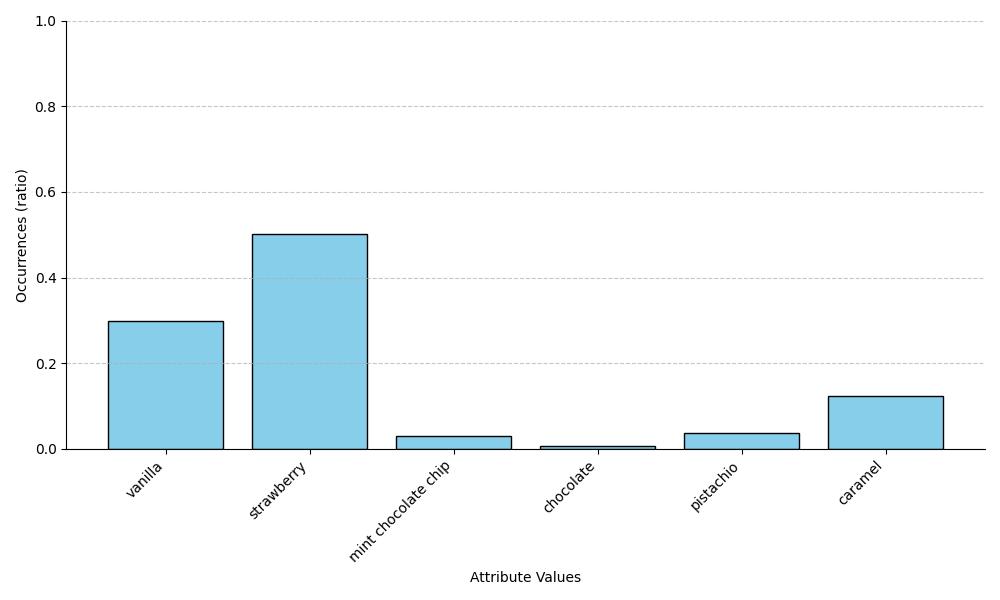 1.0
0.8
0.6
0.4
0.2
0.0
Occurrences (ratio)
vanilla
strawberry
mint chocolate chip
chocolate
pistachio
caramel
Attribute Values